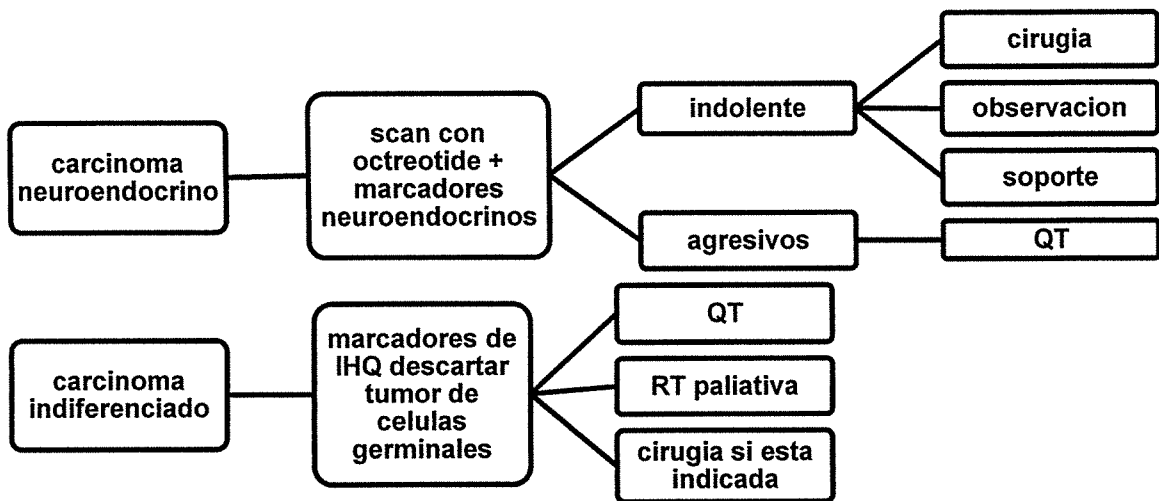 carcinoma
neuroendocrino
scan con
octreotide +
marcadores
neuroendocrinos
indolente
cirugia
observacion
soporte
agresivos
QT
carcinoma
indiferenciado
marcadores de
IHQ descartar
tumor de
celulas
germinales
QT
RT paliativa
cirugia si esta
indicada